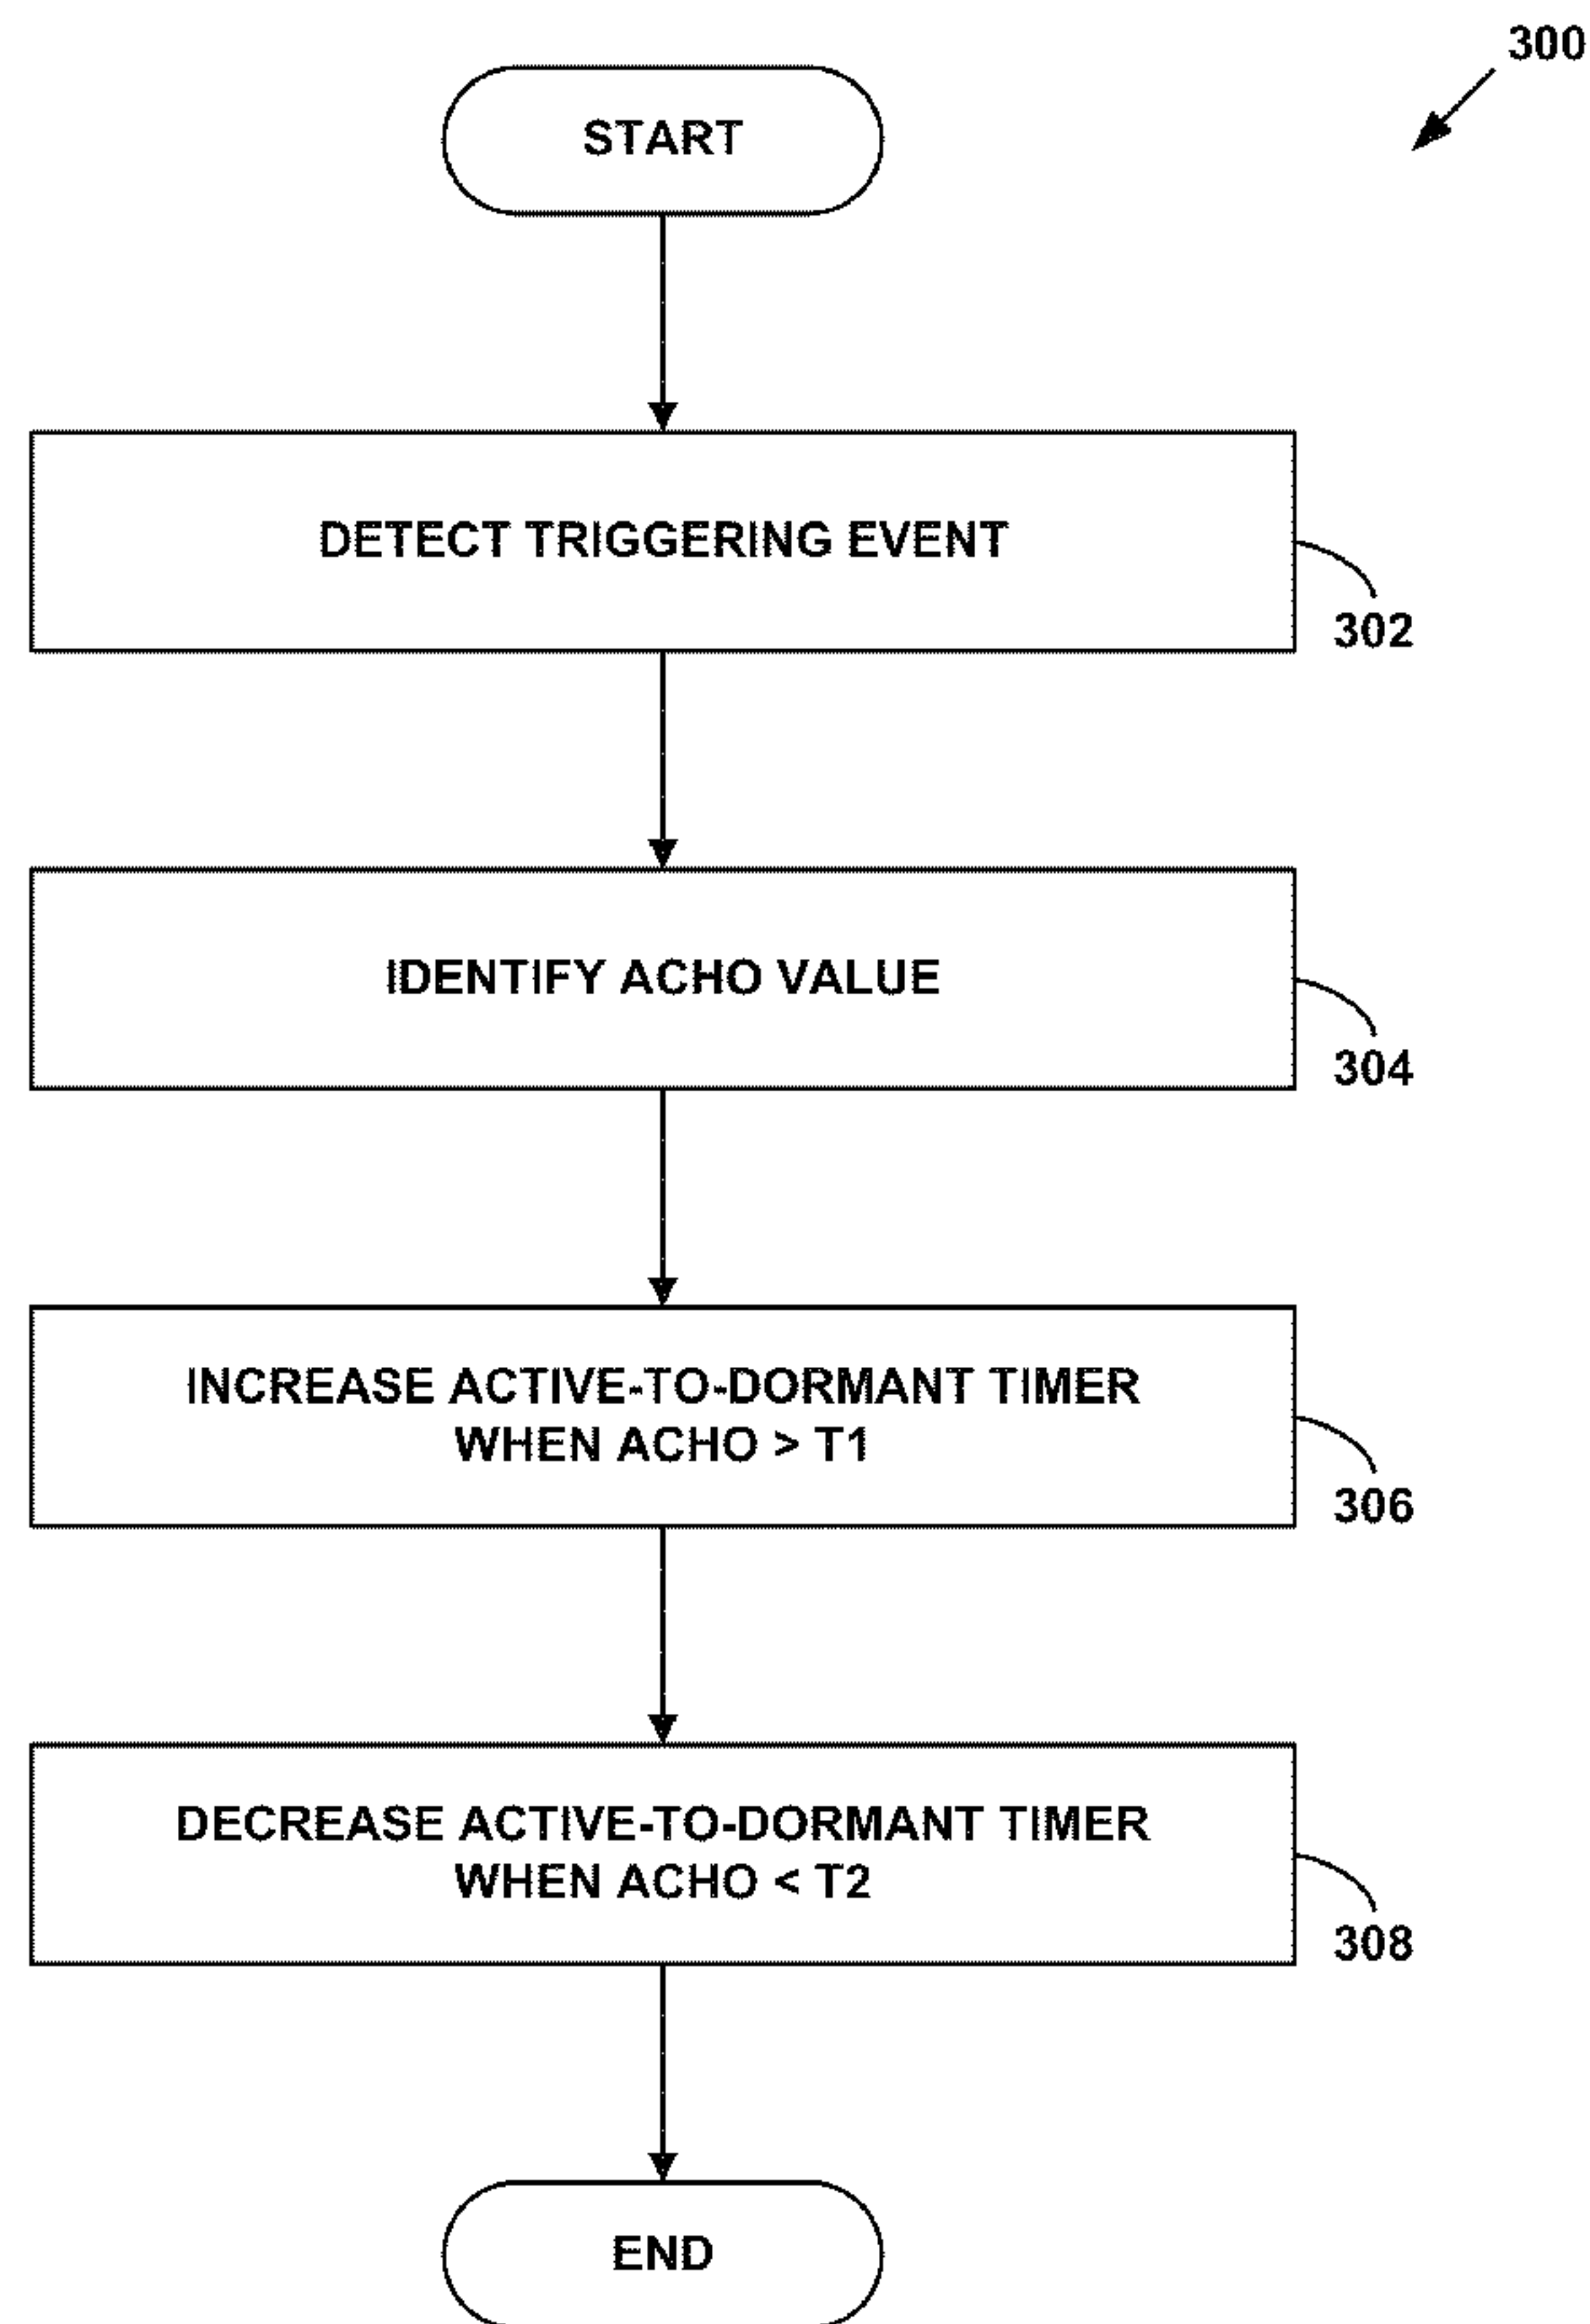 300
START
DETECT TRIGGERING EVENT
302
IDENTIFY ACHO VALUE
304
INCREASE ACTIVE-TO-DORMANT TIMER
WHEN ACHO > T1
306
DECREASE ACTIVE-TO-DORMANT TIMER
WHEN ACHO < T2
308
END